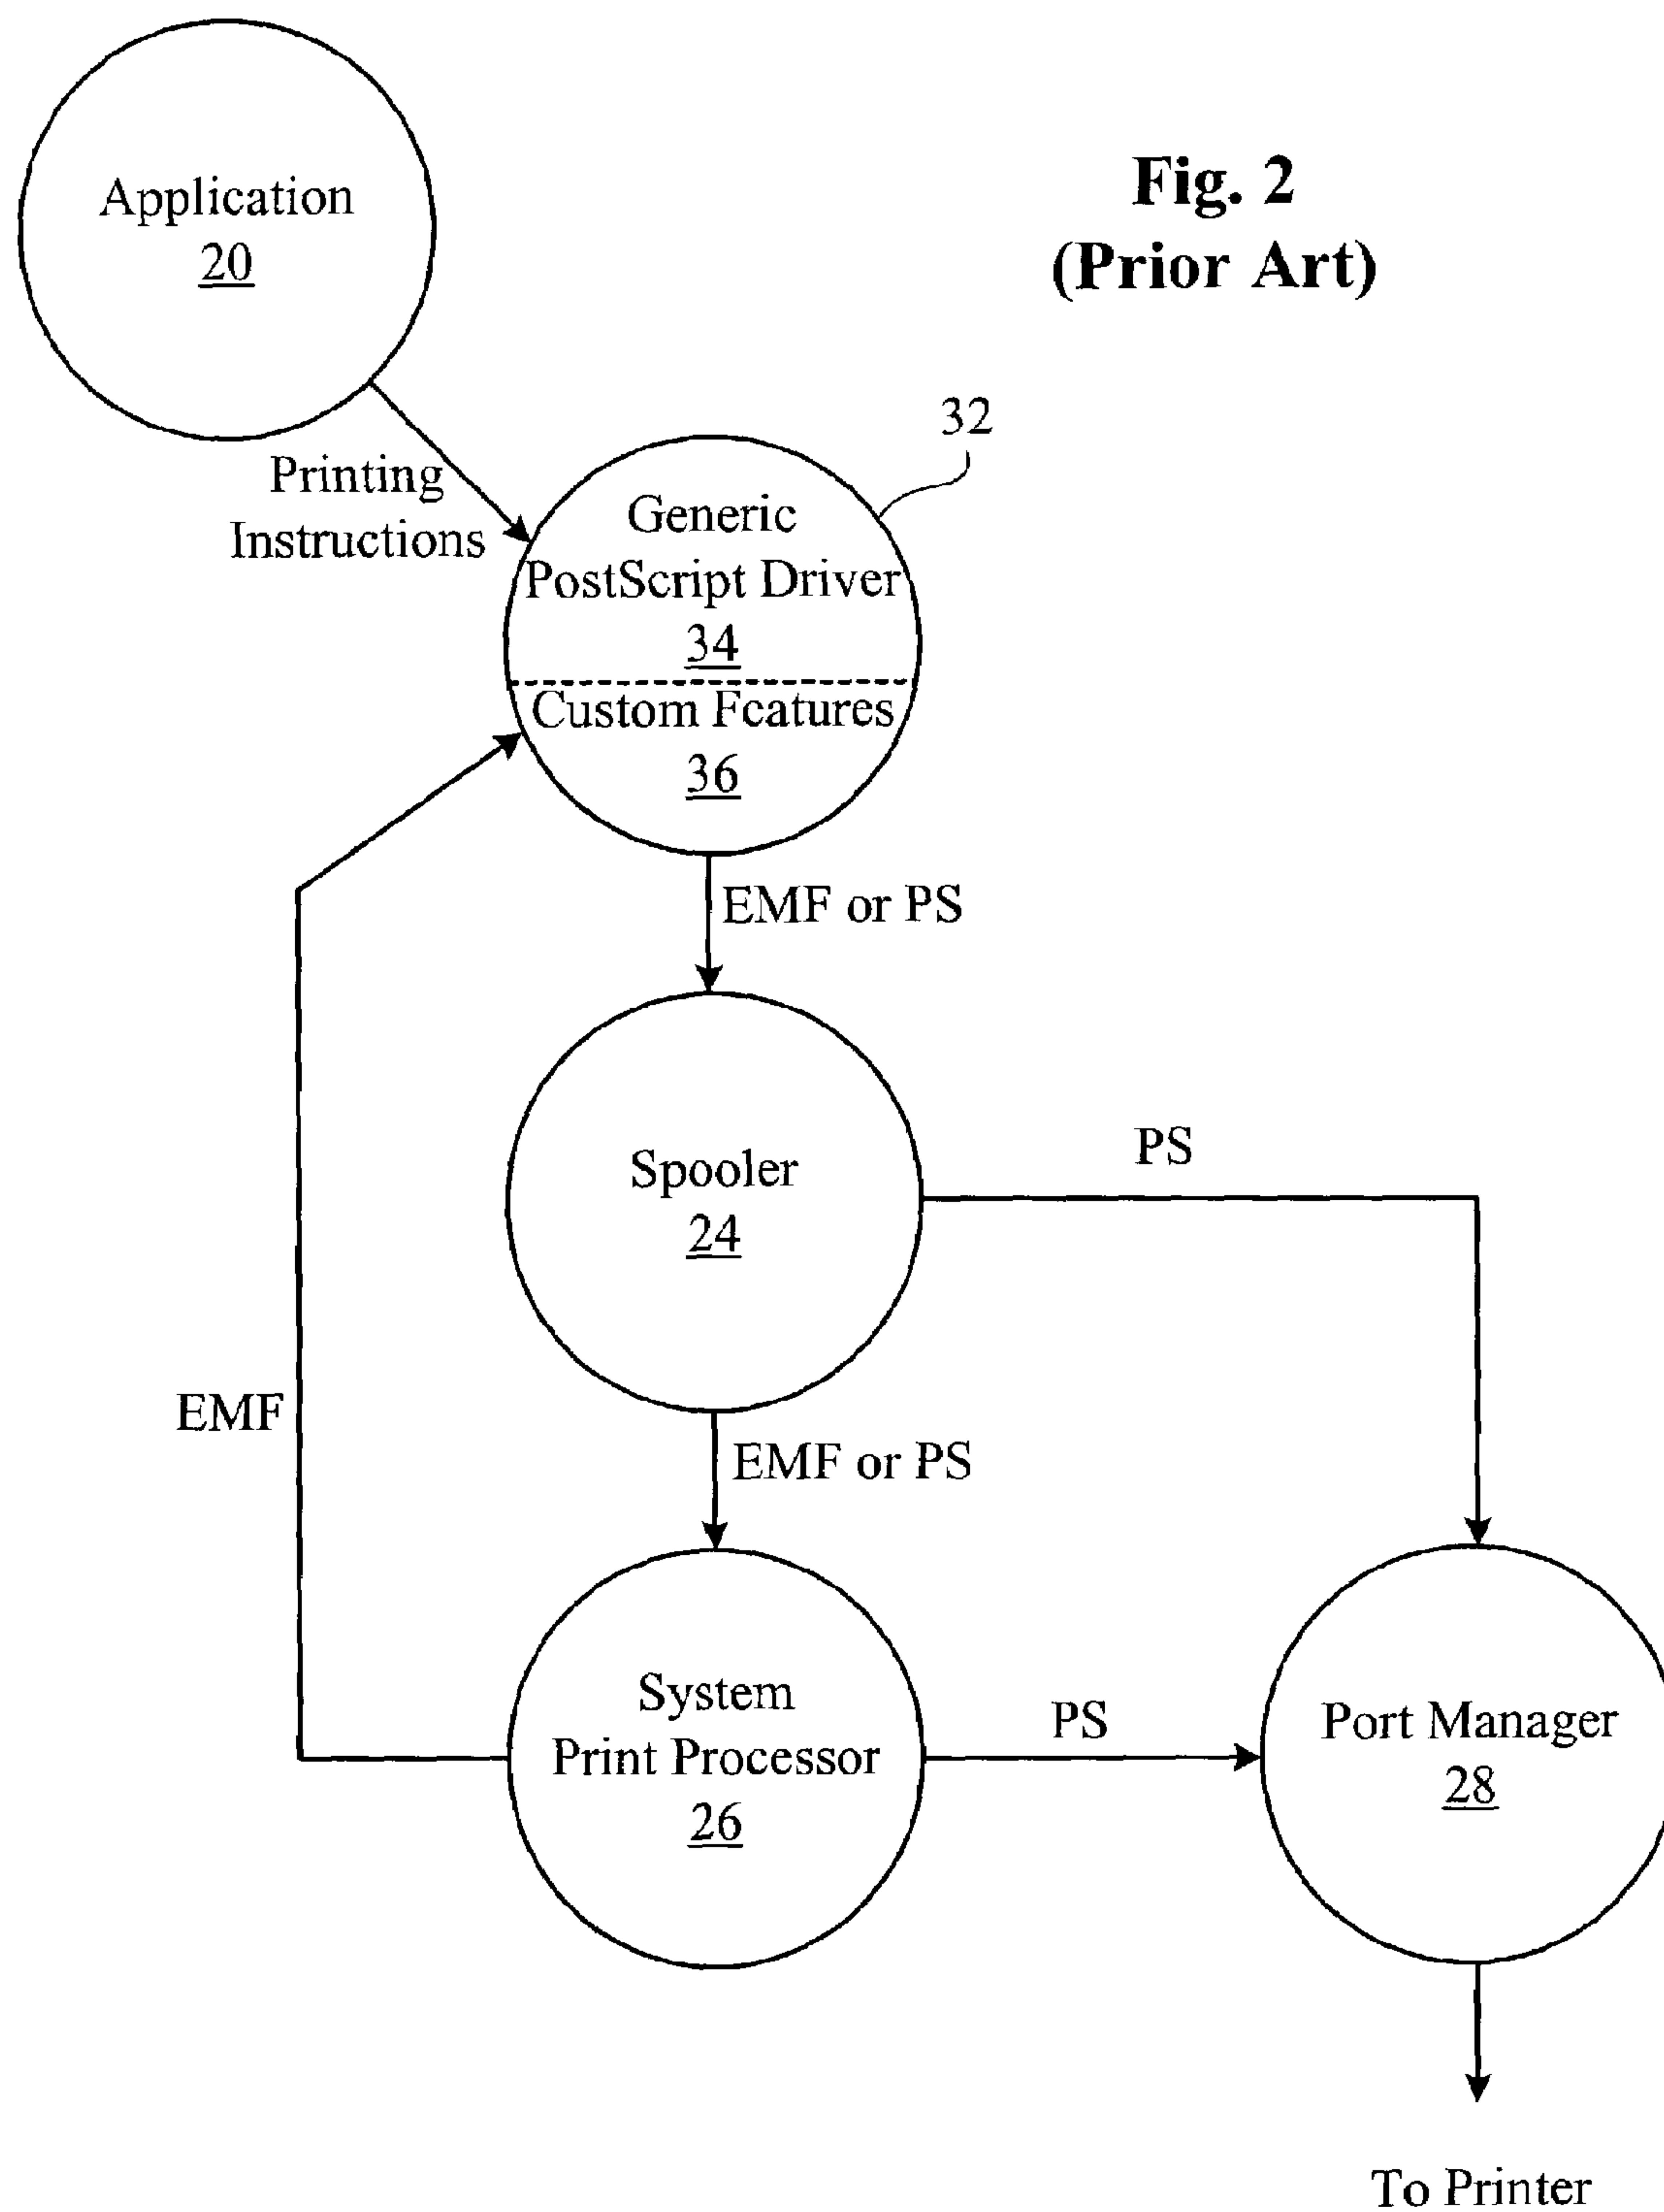 Fig. 2
(Prior Art)
Application
20
Printing
Instructions
32
Generic
PostScript Driver
34
Custom Features
36
EMF or PS
Spooler
24
PS
EMF
EMF or PS
System
Print Processor
26
PS
Port Manager
28
To Printer